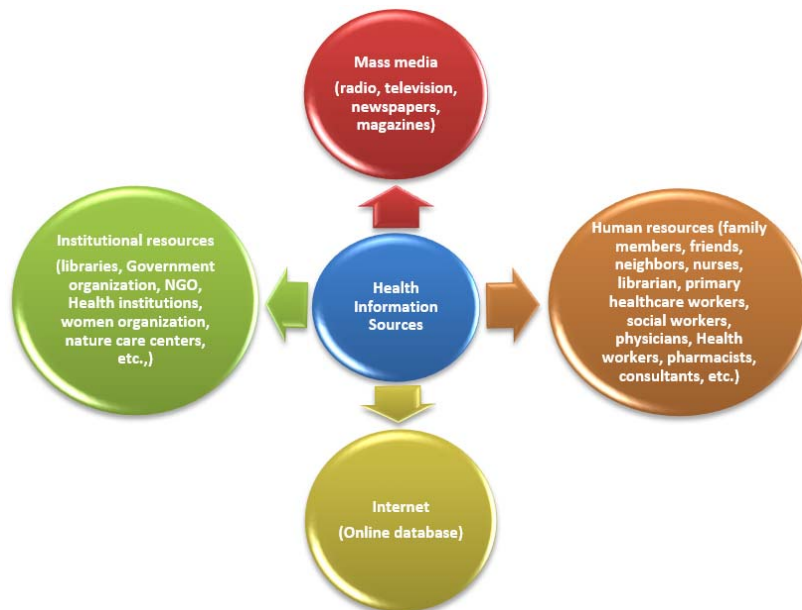 Mass media
(radio, television,
newspapers,
magazines)
Institutional resources
(libraries, Government
organization, NGO,
Health institutions,
women organization,
nature care centers,
etc.,)
Health
Information
Sources
Human resources (family
members, friends,
neighbors, nurses,
librarian, primary
healthcare workers,
social workers,
physicians, Health
workers, pharmacists,
consultants, etc.)
Internet
(Online database)